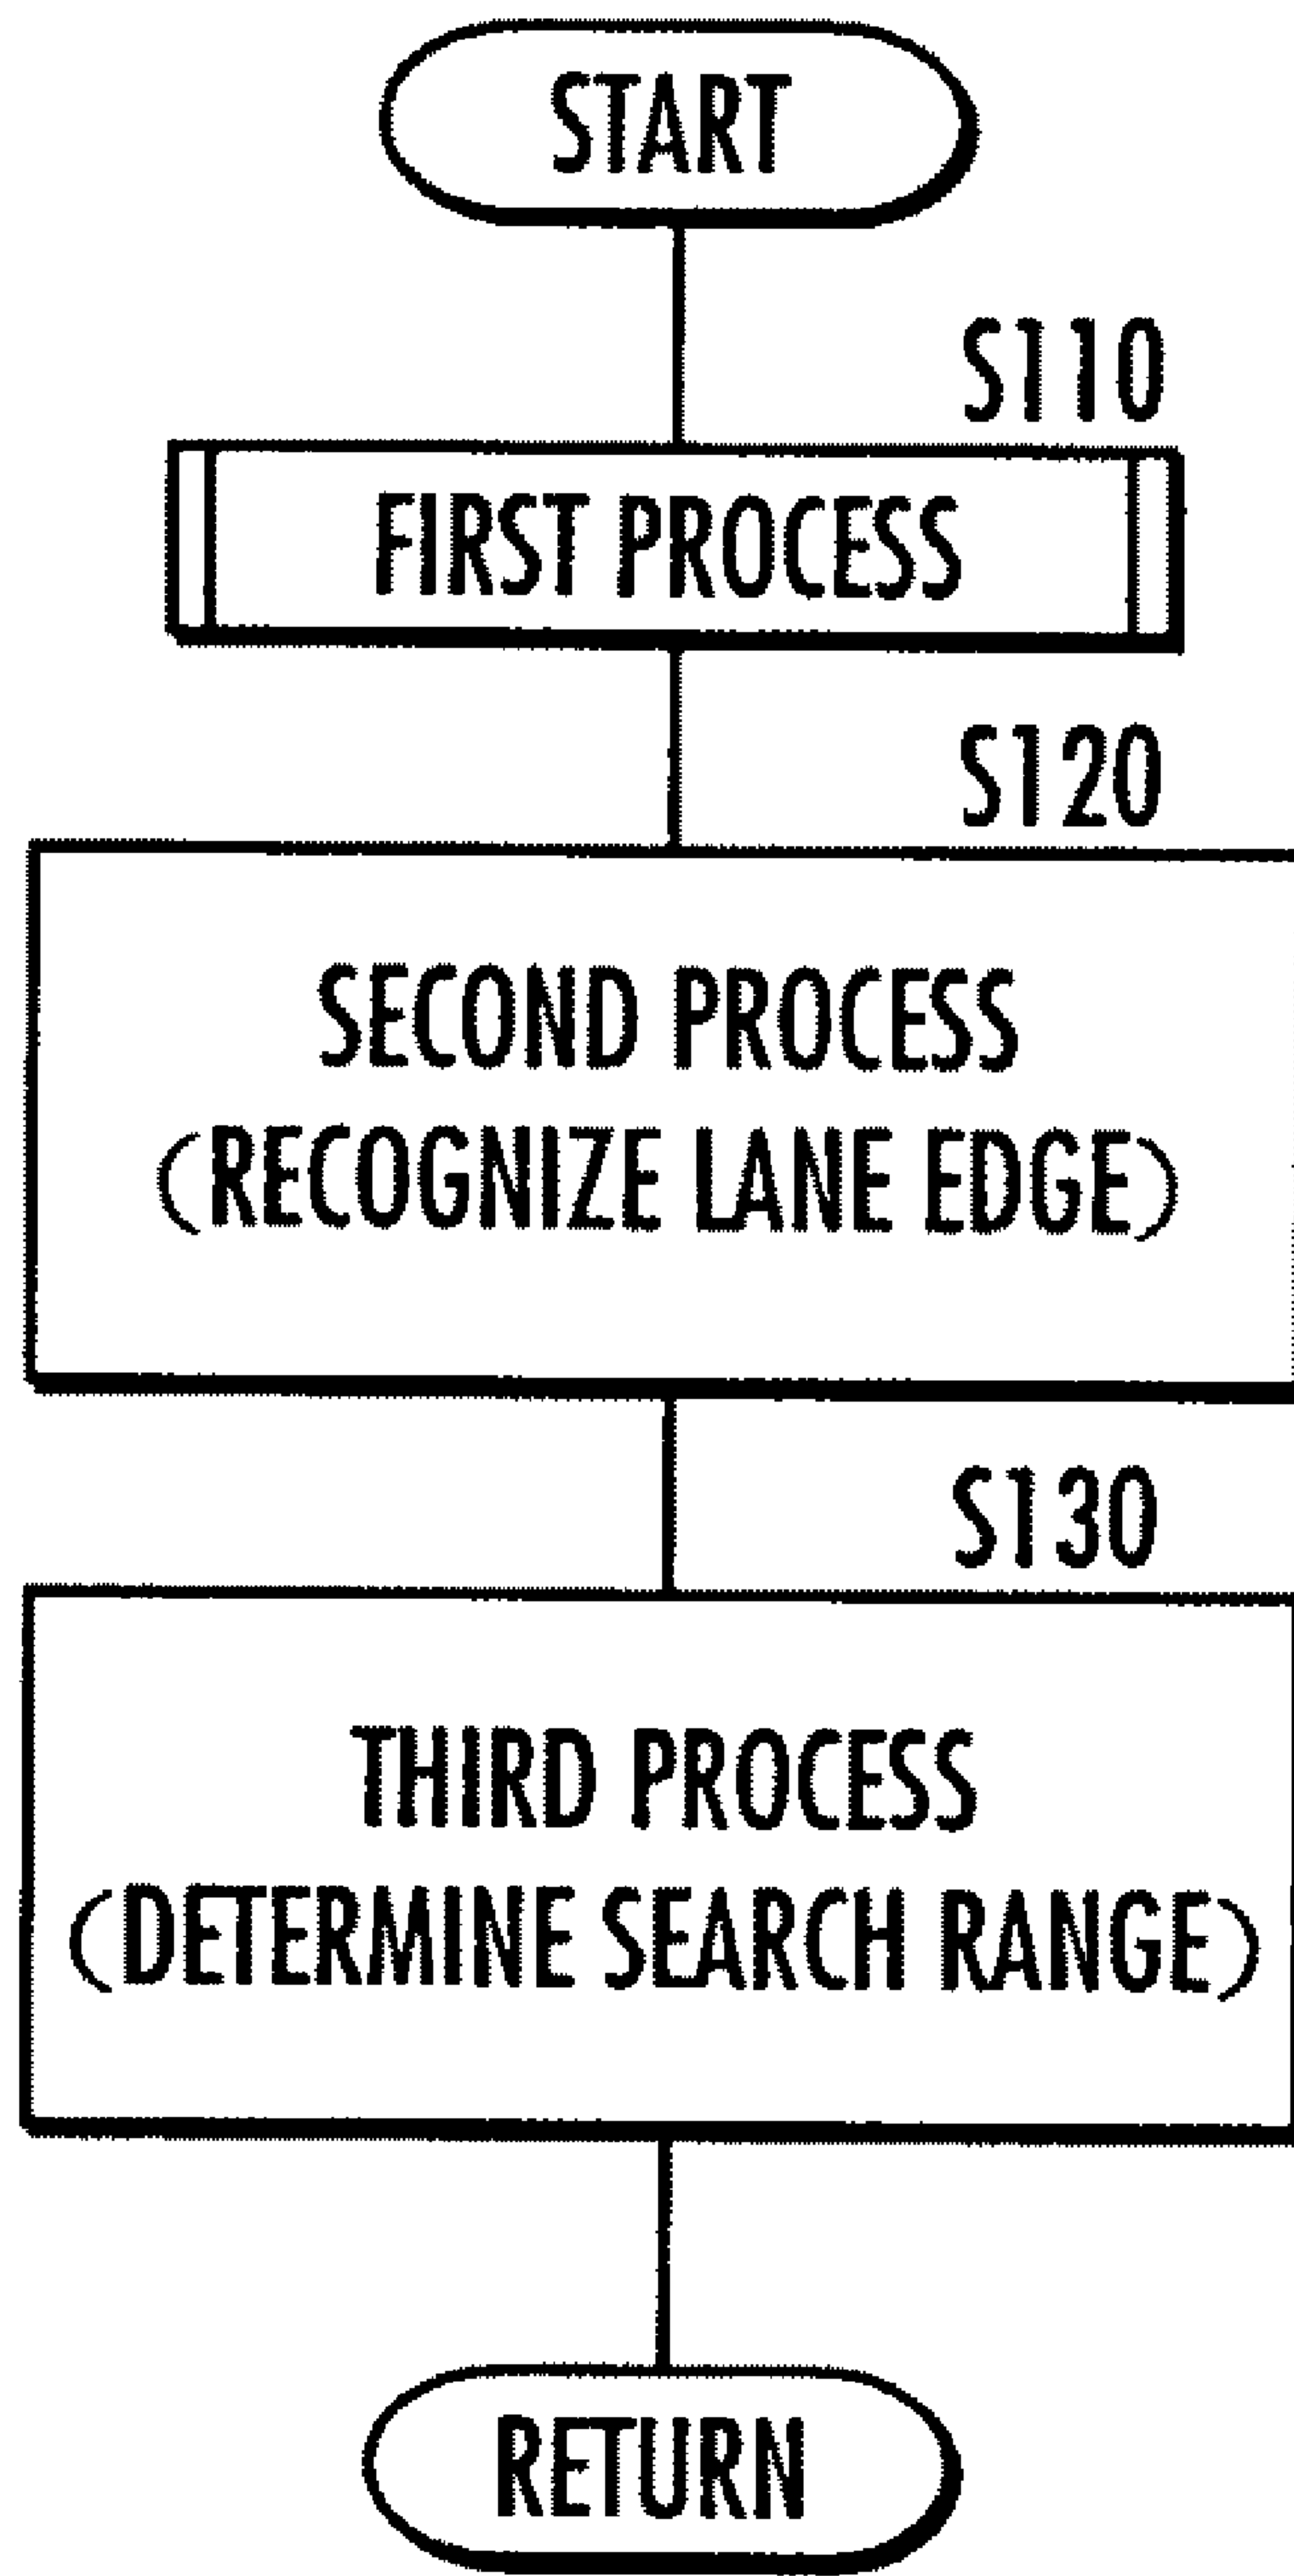 START
S110
FIRST PROCESS
S120
SECOND PROCESS
(RECOGNIZE LANE EDGE)
S130
THIRD PROCESS
(DETERMINE SEARCH RANGE)
RETURN